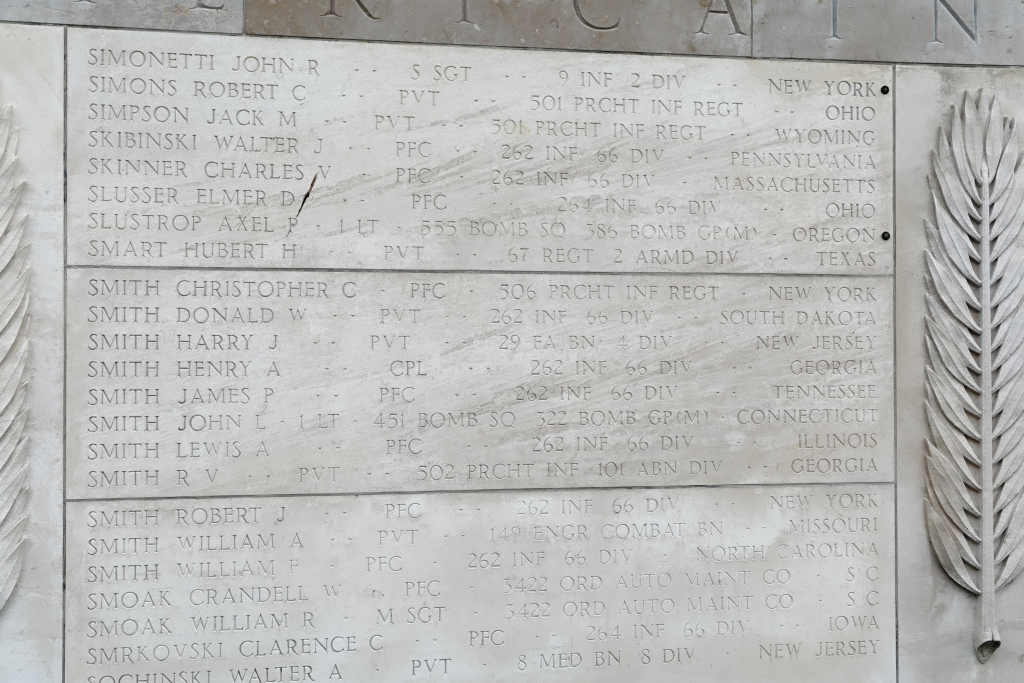 R I C A N
SIMONETTI JOHN R · · S SGT · · 9 INF 2 DIV · · NEW YORK
SIMONS ROBERT C · · PVT · · 501 PRCHT INF REGT · · OHIO
SIMPSON JACK M · · PVT · · 501 PRCHT INF REGT · · WYOMING
SKIBINSKI WALTER J · · PFC · · 262 INF 66 DIV · · PENNSYLVANIA
SKINNER CHARLES V · · PFC · · 262 INF 66 DIV · MASSACHUSETTS
SLUSSER ELMER D · · PFC · · 264 INF 66 DIV · · OHIO
SLUSTROP AXEL P · 1 LT · 555 BOMB SQ 386 BOMB GP(M) · OREGON
SMART HUBERT H · · PVT · · 67 REGT 2 ARMD DIV · · TEXAS
SMITH CHRISTOPHER C · PFC · 506 PRCHT INF REGT · NEW YORK
SMITH DONALD W · · PVT · · 262 INF 66 DIV · · SOUTH DAKOTA
SMITH HARRY J · · PVT · · 29 FA BN 4 DIV · · NEW JERSEY
SMITH HENRY A · · CPL · · 262 INF 66 DIV · · GEORGIA
SMITH JAMES P · · PFC · · 262 INF 66 DIV · · TENNESSEE
SMITH JOHN L · 1 LT · 451 BOMB SQ 322 BOMB GP(M) · CONNECTICUT
SMITH LEWIS A · · PFC · · 262 INF 66 DIV · · ILLINOIS
SMITH R V · · PVT · · 502 PRCHT INF 101 ABN DIV · · GEORGIA
SMITH ROBERT J · · PFC · · 262 INF 66 DIV · · NEW YORK
SMITH WILLIAM A · · PVT · · 149 ENGR COMBAT BN · · MISSOURI
SMITH WILLIAM F · · PFC · · 262 INF 66 DIV · · NORTH CAROLINA
SMOAK CRANDELL W · · PFC · · 3422 ORD AUTO MAINT CO · S C
SMOAK WILLIAM R · · M SGT · · 3422 ORD AUTO MAINT CO · S C
SMRKOVSKI CLARENCE C · · PFC · · 264 INF 66 DIV · · IOWA
SOCHINSKI WALTER A · · PVT · · 8 MED BN 8 DIV · · NEW JERSEY